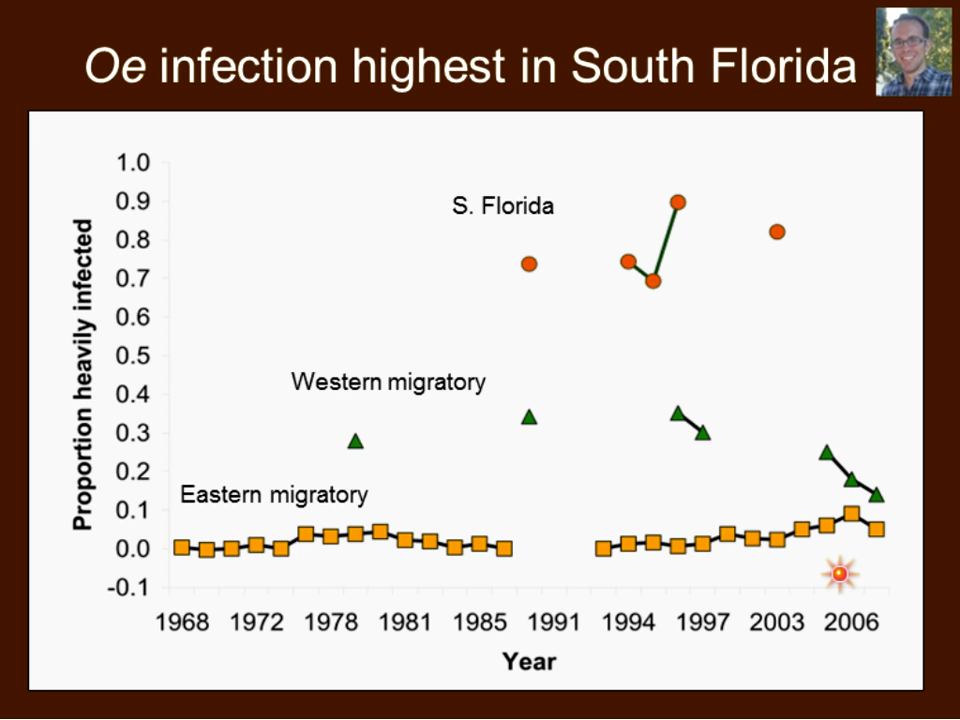 Oe infection highest in South Florida
1.0
0.9
0.8
0.7
0.6
0.5
0.4
0.3
0.2
0.1
0.0
-0.1
Proportion heavily infected
S. Florida
Western migratory
Eastern migratory
1968 1972 1978 1981 1985 1991 1994 1997 2003 2006
Year